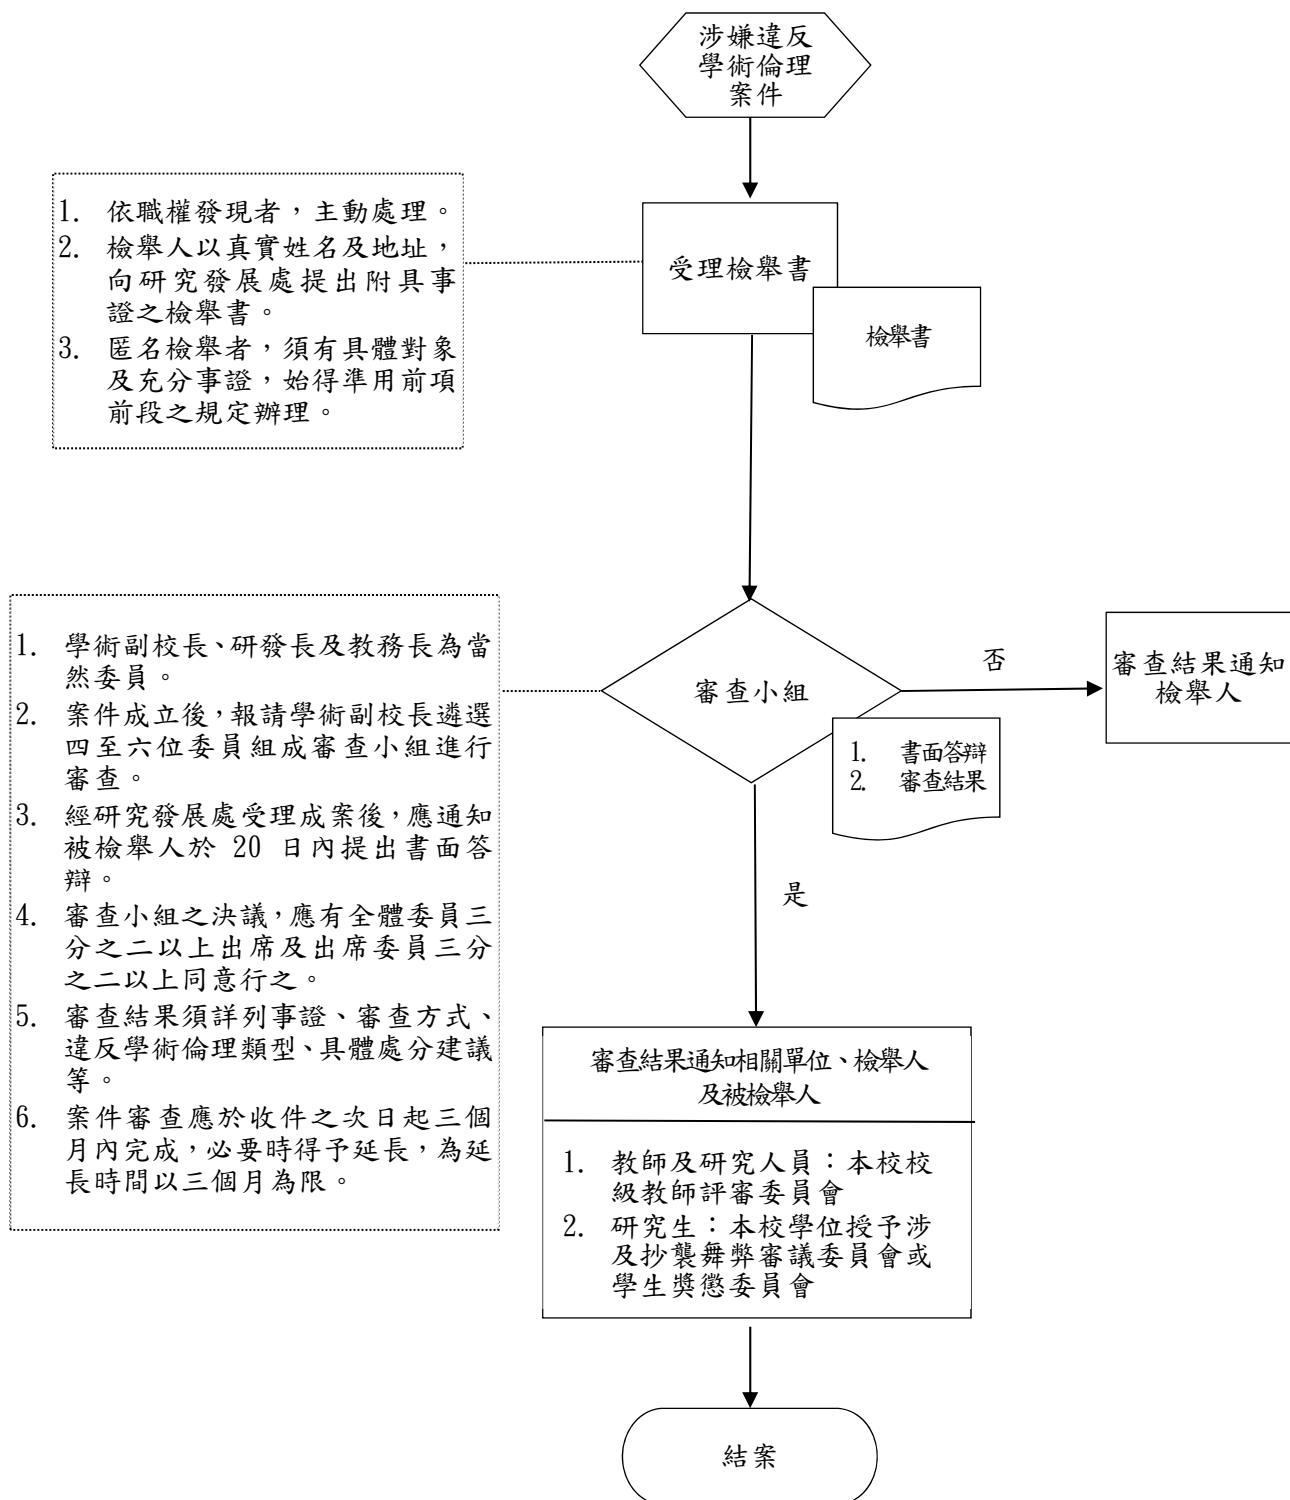 涉嫌違反
學術倫理
案件
1. 依職權發現者，主動處理。
2. 檢舉人以真實姓名及地址，
向研究發展處提出附具事
證之檢舉書。
3. 匿名檢舉者，須有具體對象
及充分事證，始得準用前項
前段之規定辦理。
受理檢舉書
檢舉書
1. 學術副校長、研發長及教務長為當
然委員。
2. 案件成立後，報請學術副校長遴選
四至六位委員組成審查小組進行
審查。
3. 經研究發展處受理成案後，應通知
被檢舉人於 20 日內提出書面答
辯。
4. 審查小組之決議，應有全體委員三
分之二以上出席及出席委員三分
之二以上同意行之。
5. 審查結果須詳列事證、審查方式、
違反學術倫理類型、具體處分建議
等。
6. 案件審查應於收件之次日起三個
月內完成，必要時得予延長，為延
長時間以三個月為限。
審查小組
1. 書面答辯
2. 審查結果
否
審查結果通知
檢舉人
是
審查結果通知相關單位、檢舉人
及被檢舉人
1. 教師及研究人員：本校校
級教師評審委員會
2. 研究生：本校學位授予涉
及抄襲舞弊審議委員會或
學生獎懲委員會
結案